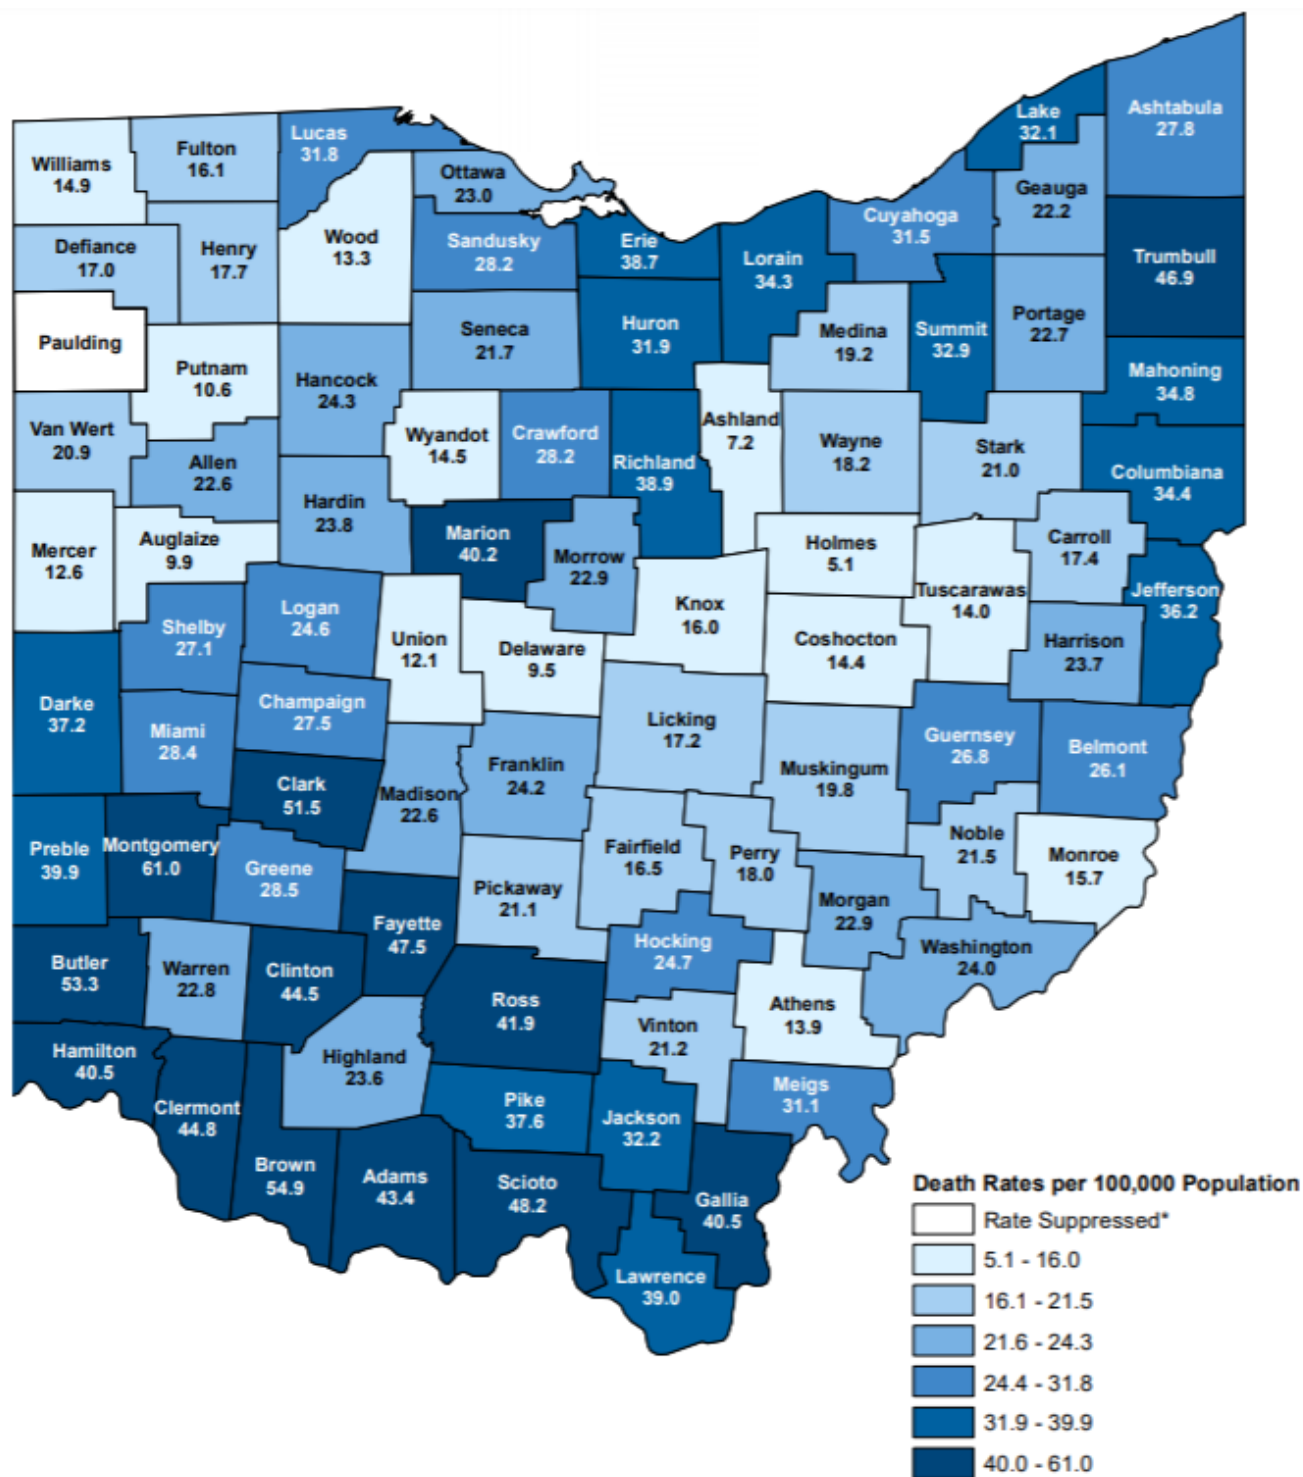 Williams
14.9
Fulton
16.1
Lucas
31.8
Wood
13.3
Ottawa
23.0
Lake
32.1
Ashtabula
27.8
Geauga
22.2
Cuyahoga
31.5
Defiance
17.0
Henry
17.7
Sandusky
28.2
Erie
38.7
Lorain
34.3
Trumbull
46.9
Paulding
Putnam
10.6
Hancock
24.3
Seneca
21.7
Huron
31.9
Medina
19.2
Summit
32.9
Portage
22.7
Mahoning
34.8
Van Wert
20.9
Allen
22.6
Wyandot
14.5
Crawford
28.2
Richland
38.9
Ashland
7.2
Wayne
18.2
Stark
21.0
Columbiana
34.4
Mercer
12.6
Auglaize
9.9
Hardin
23.8
Marion
40.2
Morrow
22.9
Holmes
5.1
Tuscarawas
14.0
Carroll
17.4
Jefferson
36.2
Shelby
27.1
Logan
24.6
Union
12.1
Delaware
9.5
Knox
16.0
Coshocton
14.4
Harrison
23.7
Darke
37.2
Miami
28.4
Champaign
27.5
Licking
17.2
Muskingum
19.8
Guernsey
26.8
Belmont
26.1
Clark
51.5
Madison
22.6
Franklin
24.2
Preble
39.9
Montgomery
61.0
Greene
28.5
Fairfield
16.5
Perry
18.0
Noble
21.5
Monroe
15.7
Pickaway
21.1
Fayette
47.5
Morgan
22.9
Washington
24.0
Hocking
24.7
Butler
53.3
Warren
22.8
Clinton
44.5
Ross
41.9
Athens
13.9
Vinton
21.2
Hamilton
40.5
Highland
23.6
Clermont
44.8
Pike
37.6
Jackson
32.2
Meigs
31.1
Brown
54.9
Adams
43.4
Scioto
48.2
Gallia
40.5
Lawrence
39.0
Death Rates per 100,000 Population
Rate Suppressed*
5.1 - 16.0
16.1 - 21.5
21.6 - 24.3
24.4 - 31.8
31.9 - 39.9
40.0 - 61.0